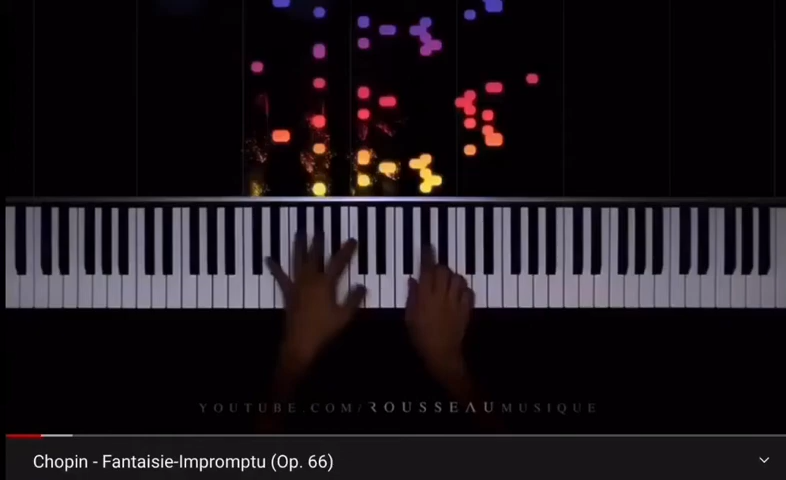 YOUTUBE.COM/ROUSSEAUMUSIQUE
Chopin - Fantaisie-Impromptu (Op. 66)